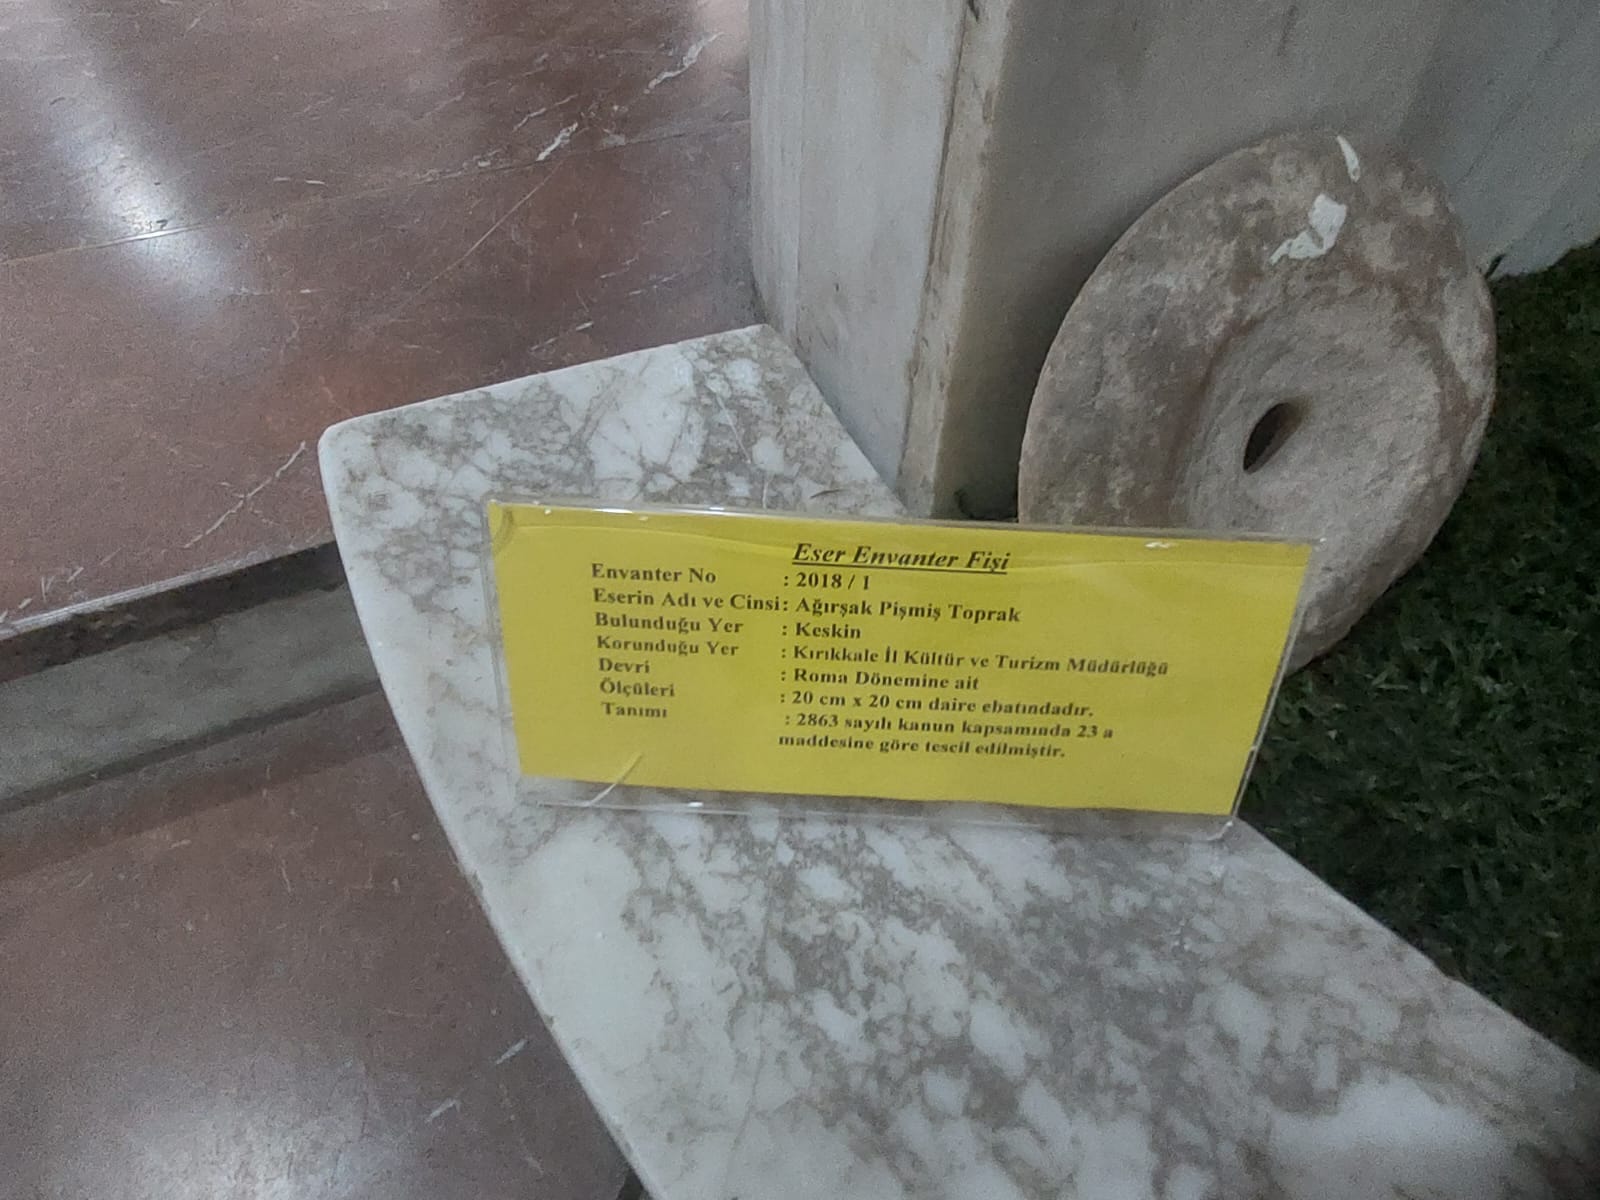 Eser Envanter Fişi
Envanter No : 2018 / 1
Eserin Adı ve Cinsi: Ağırşak Pişmiş Toprak
Bulunduğu Yer : Keskin
Korunduğu Yer : Kırıkkale İl Kültür ve Turizm Müdürlüğü
Devri : Roma Dönemine ait
Ölçüleri : 20 cm x 20 cm daire ebatındadır.
Tanımı : 2863 sayılı kanun kapsamında 23 a
maddesine göre tescil edilmiştir.